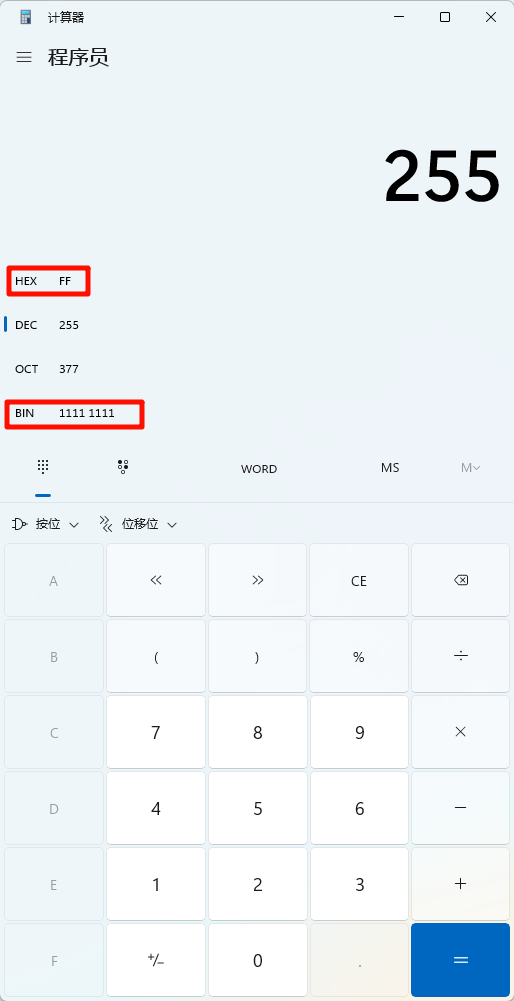 计算器
程序员
255
HEX FF
DEC 255
OCT 377
BIN 1111 1111
WORD MS M
按位 位移位
A « » CE
B ( ) % ÷
C 7 8 9 ×
D 4 5 6 −
E 1 2 3 +
F +/− 0 . =